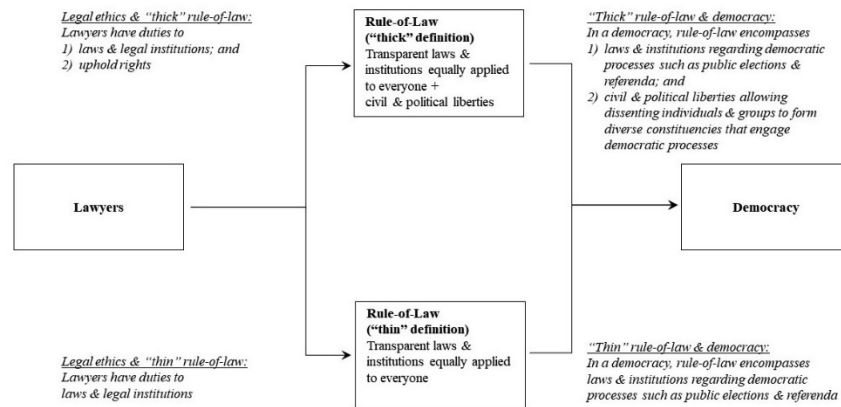 Legal ethics & “thick” rule-of-law:
Lawyers have duties to
1) laws & legal institutions; and
2) uphold rights
Rule-of-Law
(“thick” definition)
Transparent laws &
institutions equally applied
to everyone +
civil & political liberties
“Thick” rule-of-law & democracy:
In a democracy, rule-of-law encompasses
1) laws & institutions regarding democratic
processes such as public elections &
referenda; and
2) civil & political liberties allowing
dissenting individuals & groups to form
diverse constituencies that engage
democratic processes
Lawyers
Democracy
Legal ethics & “thin” rule-of-law:
Lawyers have duties to
laws & legal institutions
Rule-of-Law
(“thin” definition)
Transparent laws &
institutions equally applied
to everyone
“Thin” rule-of-law & democracy:
In a democracy, rule-of-law encompasses
laws & institutions regarding democratic
processes such as public elections & referenda